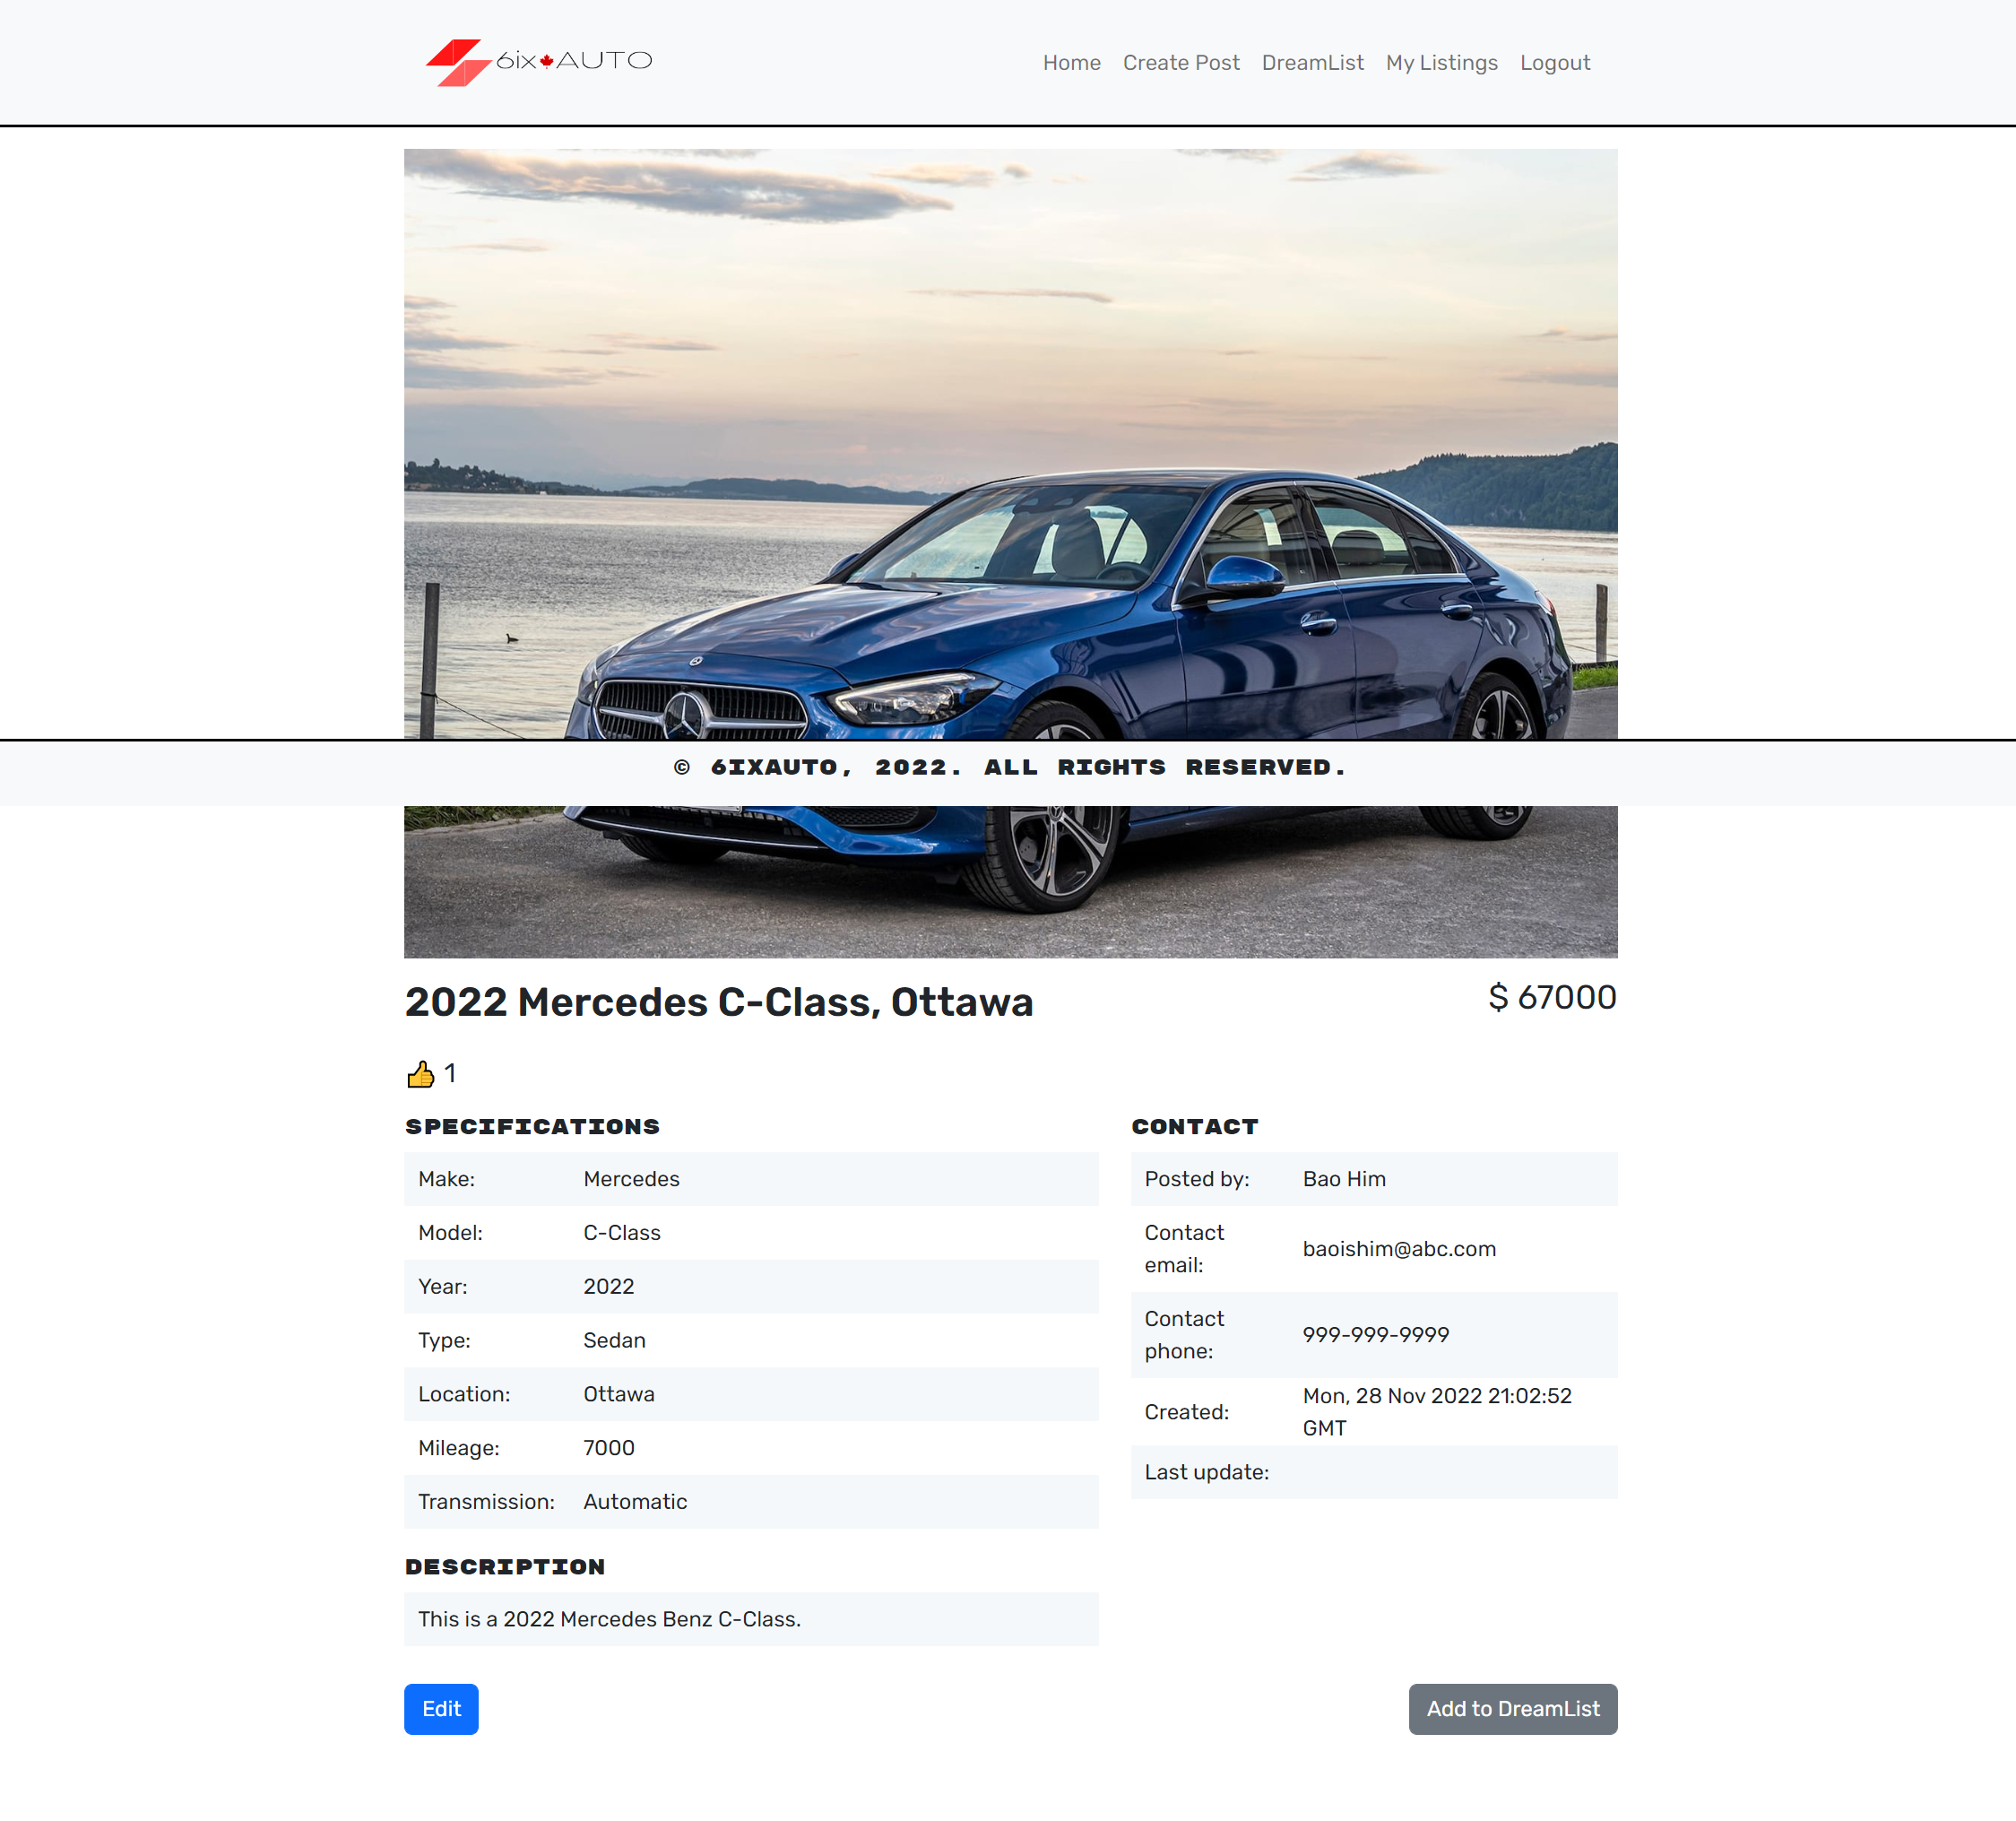 6ix AUTO
Home Create Post DreamList My Listings Logout
© 6IXAUTO, 2022. ALL RIGHTS RESERVED.
2022 Mercedes C-Class, Ottawa
$ 67000
1
SPECIFICATIONS
Make: Mercedes
Model: C-Class
Year: 2022
Type: Sedan
Location: Ottawa
Mileage: 7000
Transmission: Automatic
DESCRIPTION
This is a 2022 Mercedes Benz C-Class.
CONTACT
Posted by: Bao Him
Contact
email:
baoishim@abc.com
Contact
phone:
999-999-9999
Created:
Mon, 28 Nov 2022 21:02:52
GMT
Last update:
Edit
Add to DreamList